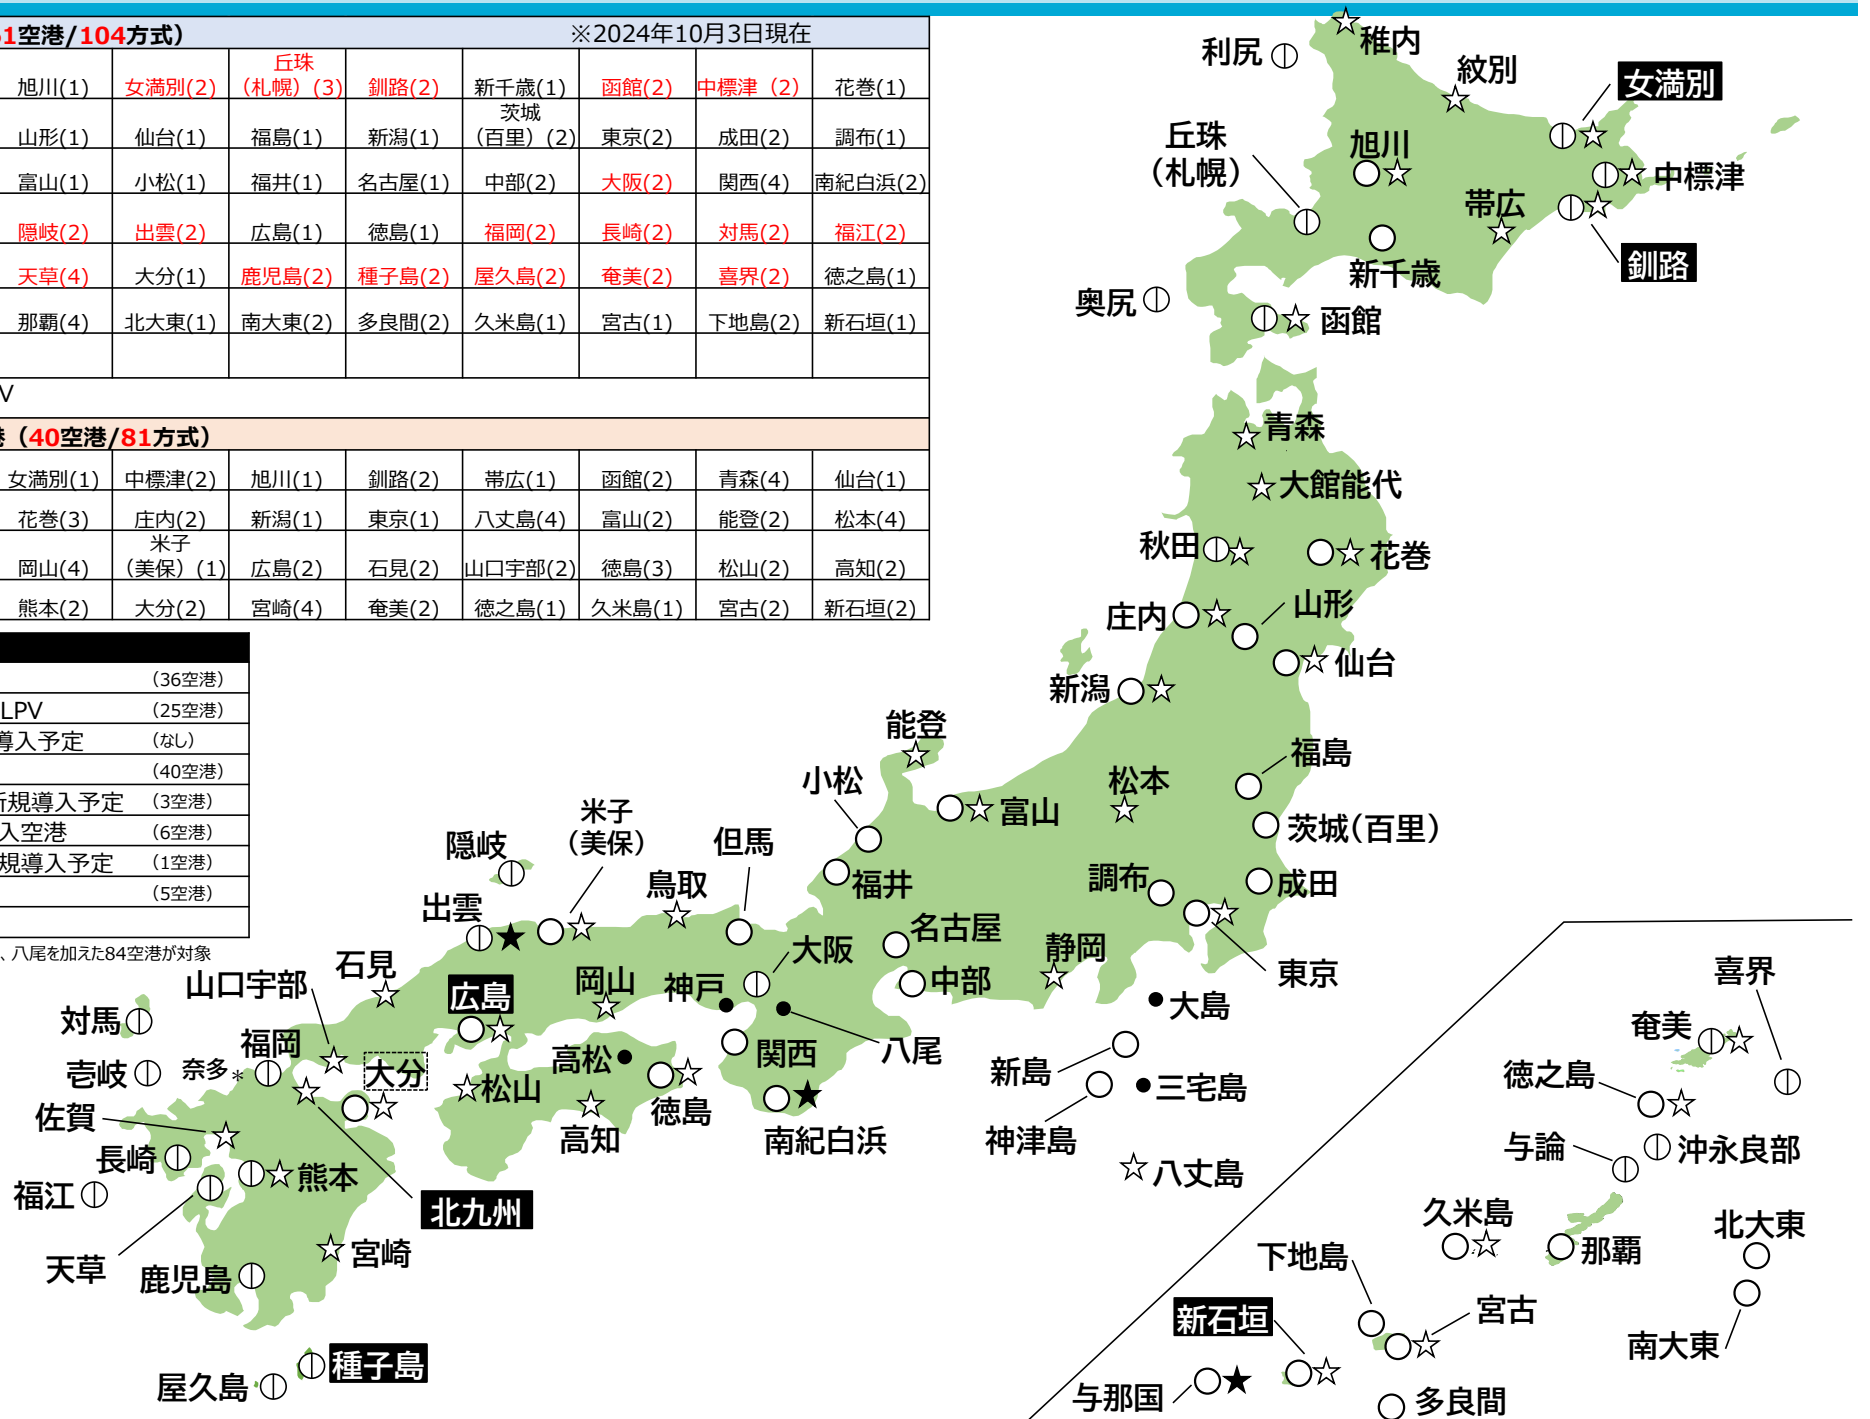 1空港/104方式）
※2024年10月3日現在
旭川(1) 女満別(2) 丘珠（札幌）(3) 釧路(2) 新千歳(1) 函館(2) 中標津（2） 花巻(1)
山形(1) 仙台(1) 福島(1) 新潟(1) 茨城（百里）(2) 東京(2) 成田(2) 調布(1)
富山(1) 小松(1) 福井(1) 名古屋(1) 中部(2) 大阪(2) 関西(4) 南紀白浜(2)
隠岐(2) 出雲(2) 広島(1) 徳島(1) 福岡(2) 長崎(2) 対馬(2) 福江(2)
天草(4) 大分(1) 鹿児島(2) 種子島(2) 屋久島(2) 奄美(2) 喜界(2) 徳之島(1)
那覇(4) 北大東(1) 南大東(2) 多良間(2) 久米島(1) 宮古(1) 下地島(2) 新石垣(1)
V
港（40空港/81方式）
女満別(1) 中標津(2) 旭川(1) 釧路(2) 帯広(1) 函館(2) 青森(4) 仙台(1)
花巻(3) 庄内(2) 新潟(1) 東京(1) 八丈島(4) 富山(2) 能登(2) 松本(4)
岡山(4) 米子（美保）(1) 広島(2) 石見(2) 山口宇部(2) 徳島(3) 松山(2) 高知(2)
熊本(2) 大分(2) 宮崎(4) 奄美(2) 徳之島(1) 久米島(1) 宮古(2) 新石垣(2)
（36空港）
LPV （25空港）
導入予定 （なし）
（40空港）
新規導入予定 （3空港）
入空港 （6空港）
規導入予定 （1空港）
（5空港）
、八尾を加えた84空港が対象
稚内
利尻
紋別
女満別
丘珠
（札幌）
旭川
中標津
帯広
釧路
新千歳
奥尻
函館
青森
大館能代
秋田
花巻
庄内
山形
仙台
新潟
能登
福島
小松
松本
富山
茨城（百里）
米子
（美保）
但馬
隠岐
福井
調布
成田
鳥取
出雲
名古屋
静岡
大阪
東京
石見
山口宇部
広島
岡山
神戸
中部
大島
対馬
福岡
高松
関西
八尾
新島
壱岐
奈多＊
大分
松山
三宅島
佐賀
徳島
高知
南紀白浜
神津島
長崎
熊本
八丈島
福江
北九州
天草
宮崎
鹿児島
種子島
屋久島
喜界
奄美
徳之島
与論
沖永良部
久米島
北大東
那覇
下地島
宮古
新石垣
南大東
与那国
多良間